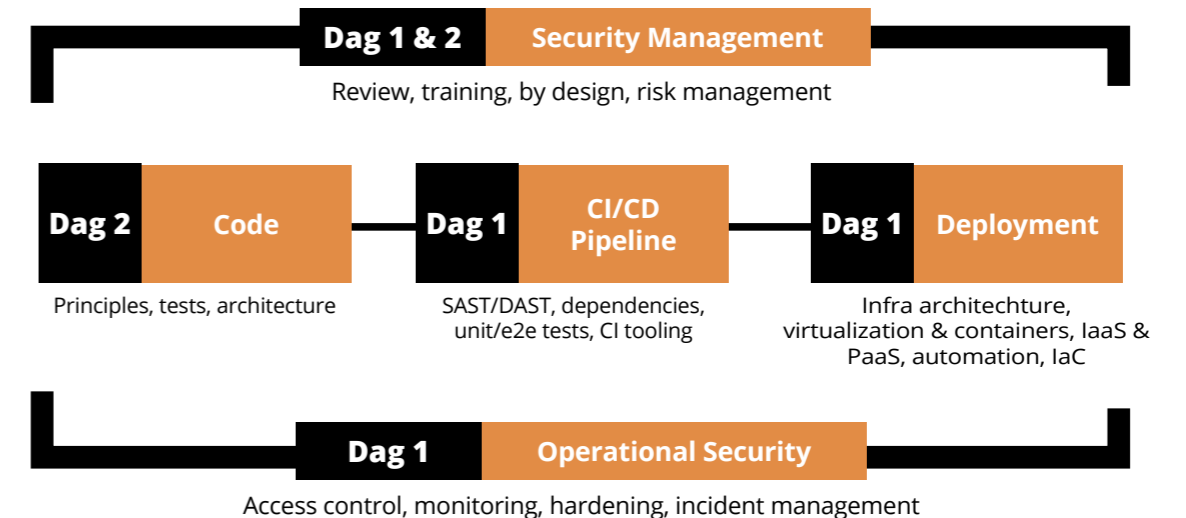 Dag 1 & 2 Security Management
Review, training, by design, risk management
Dag 2 Code
Principles, tests, architecture
Dag 1 CI/CD
Pipeline
SAST/DAST, dependencies,
unit/e2e tests, CI tooling
Dag 1 Deployment
Infra architechture,
virtualization & containers, IaaS &
PaaS, automation, IaC
Dag 1 Operational Security
Access control, monitoring, hardening, incident management